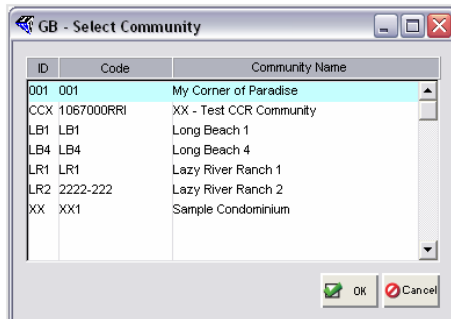 GB - Select Community
ID Code Community Name
001 001 My Corner of Paradise
CCX 1067000RRI XX - Test CCR Community
LB1 LB1 Long Beach 1
LB4 LB4 Long Beach 4
LR1 LR1 Lazy River Ranch 1
LR2 2222-222 Lazy River Ranch 2
XX XX1 Sample Condominium
OK Cancel